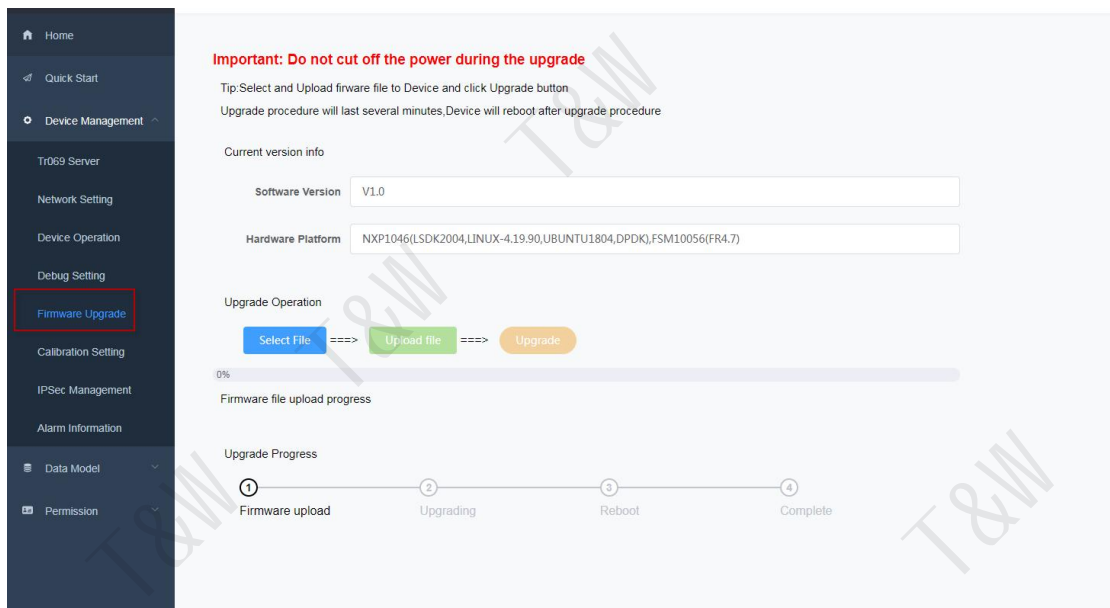 Home
Quick Start
Device Management
Tr069 Server
Network Setting
Device Operation
Debug Setting
Firmware Upgrade
Calibration Setting
IPSec Management
Alarm Information
Data Model
Permission
Important: Do not cut off the power during the upgrade
Tip:Select and Upload firware file to Device and click Upgrade button
Upgrade procedure will last several minutes,Device will reboot after upgrade procedure
Current version info
Software Version V1.0
Hardware Platform NXP1046(LSDK2004,LINUX-4.19.90,UBUNTU1804,DPDK),FSM10056(FR4.7)
Upgrade Operation
Select File ===> Upload file ===> Upgrade
0%
Firmware file upload progress
Upgrade Progress
1 2 3 4
Firmware upload Upgrading Reboot Complete
T&W
T&W
T&W
T&W